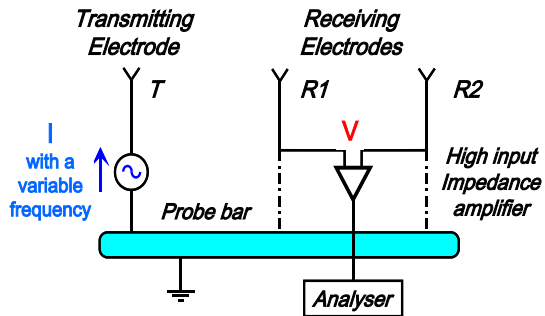 Transmitting
Electrode
Receiving
Electrodes
T
R1
R2
V
I
with a
variable
frequency
High input
Impedance
amplifier
Probe bar
Analyser